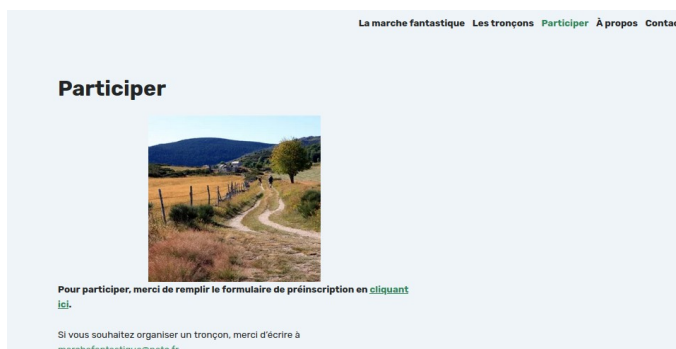 La marche fantastique Les tronçons Participer À propos
Participer
Pour participer, merci de remplir le formulaire de préinscription en cliquant
ici.
Si vous souhaitez organiser un tronçon, merci d'écrire à